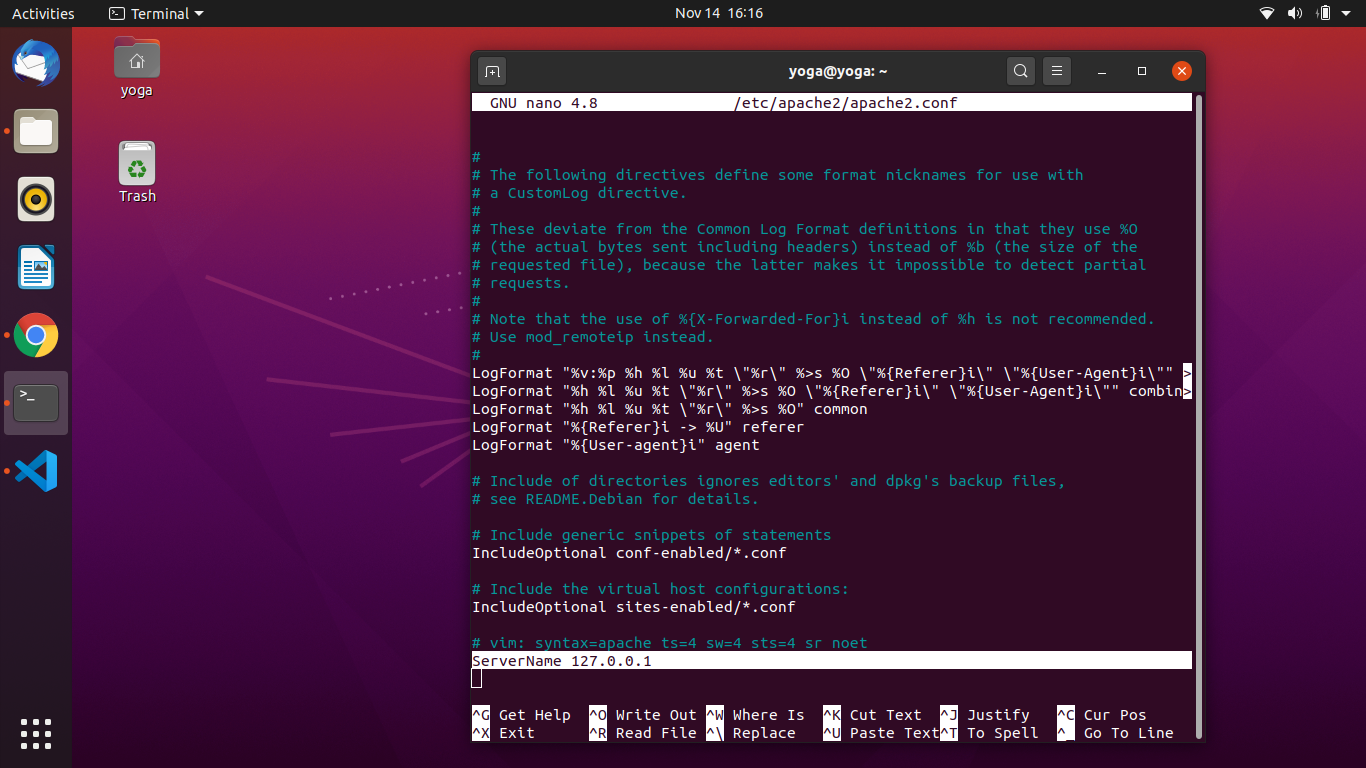 Activities Terminal Nov 14 16:16
yoga
Trash
yoga@yoga: ~
GNU nano 4.8 /etc/apache2/apache2.conf
#
# The following directives define some format nicknames for use with
# a CustomLog directive.
#
# These deviate from the Common Log Format definitions in that they use %O
# (the actual bytes sent including headers) instead of %b (the size of the
# requested file), because the latter makes it impossible to detect partial
# requests.
#
# Note that the use of %{X-Forwarded-For}i instead of %h is not recommended.
# Use mod_remoteip instead.
#
LogFormat "%v:%p %h %l %u %t \"%r\" %>s %O \"%{Referer}i\" \"%{User-Agent}i\"" >
LogFormat "%h %l %u %t \"%r\" %>s %O \"%{Referer}i\" \"%{User-Agent}i\"" combin>
LogFormat "%h %l %u %t \"%r\" %>s %O" common
LogFormat "%{Referer}i -> %U" referer
LogFormat "%{User-agent}i" agent
# Include of directories ignores editors' and dpkg's backup files,
# see README.Debian for details.
# Include generic snippets of statements
IncludeOptional conf-enabled/*.conf
# Include the virtual host configurations:
IncludeOptional sites-enabled/*.conf
# vim: syntax=apache ts=4 sw=4 sts=4 sr noet
ServerName 127.0.0.1
^G Get Help ^O Write Out ^W Where Is ^K Cut Text ^J Justify ^C Cur Pos
^X Exit ^R Read File ^\ Replace ^U Paste Text ^T To Spell ^_ Go To Line